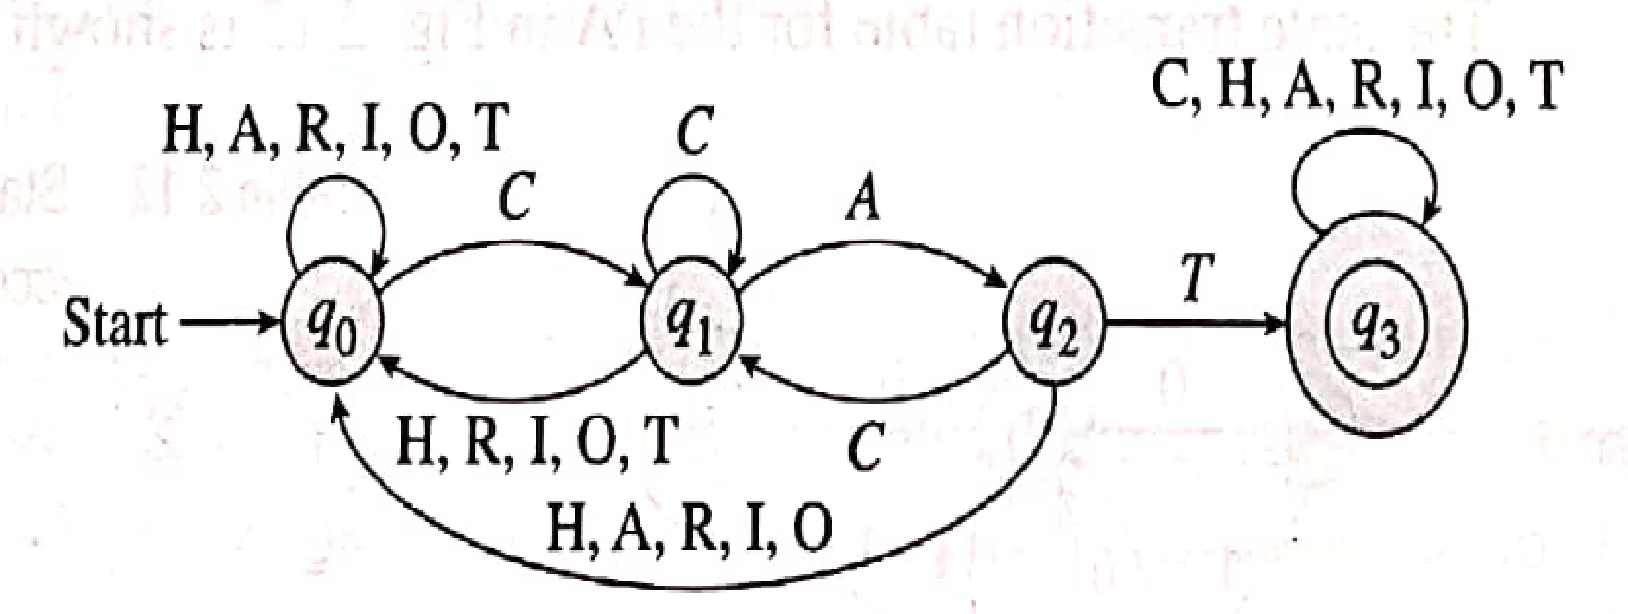 C, H, A, R, I, O, T
H, A, R, I, O, T
C
C
A
T
Start
q0
q1
q2
q3
H, R, I, O, T
C
H, A, R, I, O